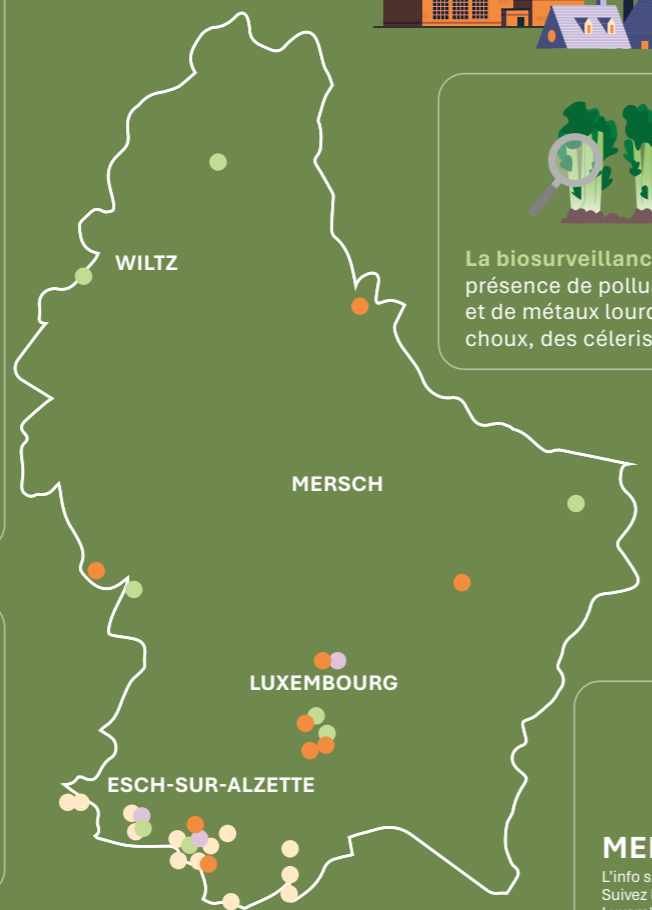 WILTZ
La biosurveillanc
présence de pollu
et de métaux lourd
choux, des céleris
MERSCH
LUXEMBOURG
ESCH-SUR-ALZETTE
L'info s
Suivez l